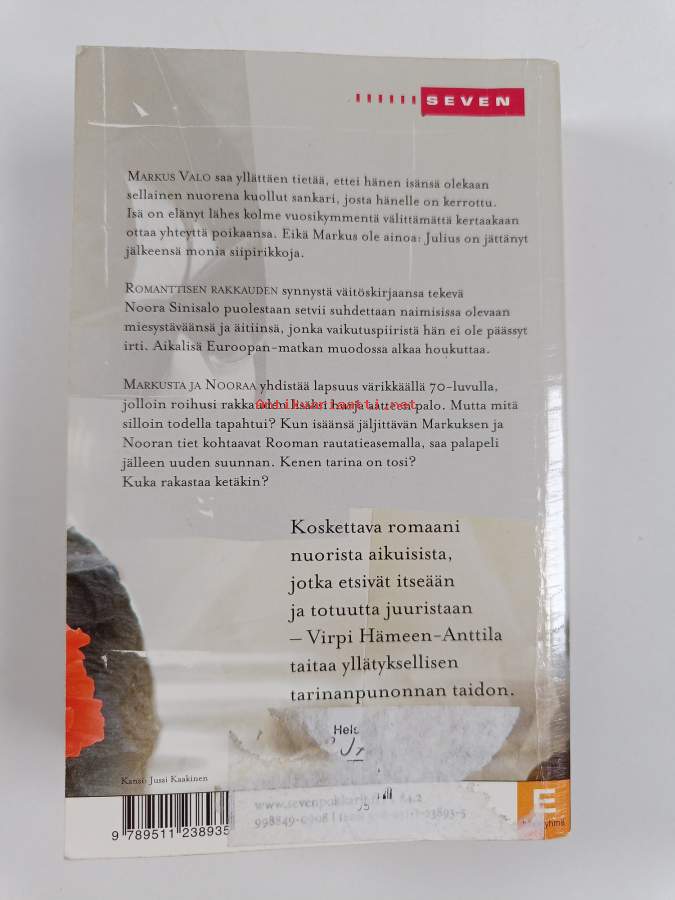 SEVEN
MARKUS VALO saa yllättäen tietää, ettei hänen isänsä olekaan
sellainen nuorena kuollut sankari, josta hänelle on kerrottu.
Isä on elänyt lähes kolme vuosikymmentä välittämättä kertaakaan
ottaa yhteyttä poikaansa. Eikä Markus ole ainoa: Julius on jättänyt
jälkeensä monia siipirikkoja.
ROMANTTISEN RAKKAUDEN synnystä väitöskirjaansa tekevä
Noora Sinisalo puolestaan setvii suhdettaan naimisissa olevaan
miesystäväänsä ja äitiinsä, jonka vaikutuspiiristä hän ei ole päässyt
irti. Aikalisä Euroopan-matkan muodossa alkaa houkuttaa.
MARKUSTA JA NOORAA yhdistää lapsuus värikkäällä 70-luvulla,
jolloin roihusi rakkauden lisäksi aatteen palo. Mutta mitä
silloin todella tapahtui? Kun isäänsä jäljittävän Markuksen ja
Nooran tiet kohtaavat Rooman rautatieasemalla, saa palapeli
jälleen uuden suunnan. Kenen tarina on tosi?
Kuka rakastaa ketäkin?
Koskettava romaani
nuorista aikuisista,
jotka etsivät itseään
ja totuutta juuristaan
– Virpi Hämeen-Anttila
taitaa yllätyksellisen
tarinanpunonnan taidon.
Hels
Kansi: Jussi Kaakinen
84.2
E
9 789511 238935